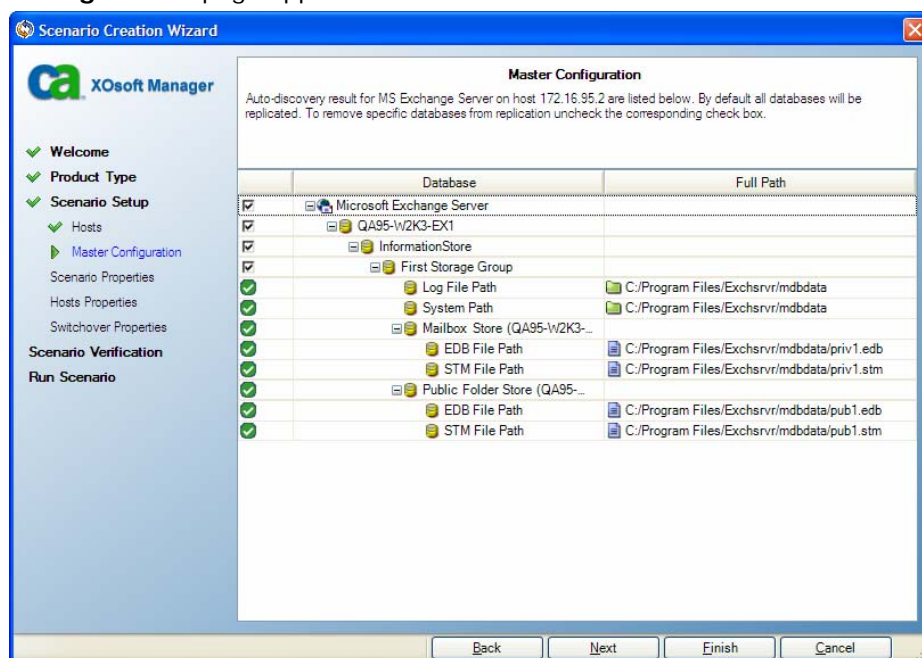 Scenario Creation Wizard
ca XOsoft Manager
Welcome
Product Type
Scenario Setup
Hosts
Master Configuration
Scenario Properties
Hosts Properties
Switchover Properties
Scenario Verification
Run Scenario
Master Configuration
Auto-discovery result for MS Exchange Server on host 172.16.95.2 are listed below. By default all databases will be
replicated. To remove specific databases from replication uncheck the corresponding check box.
Database Full Path
Microsoft Exchange Server
QA95-W2K3-EX1
InformationStore
First Storage Group
Log File Path C:/Program Files/Exchsrvr/mdbdata
System Path C:/Program Files/Exchsrvr/mdbdata
Mailbox Store (QA95-W2K3-...
EDB File Path C:/Program Files/Exchsrvr/mdbdata/priv1.edb
STM File Path C:/Program Files/Exchsrvr/mdbdata/priv1.stm
Public Folder Store (QA95-...
EDB File Path C:/Program Files/Exchsrvr/mdbdata/pub1.edb
STM File Path C:/Program Files/Exchsrvr/mdbdata/pub1.stm
Back Next Finish Cancel